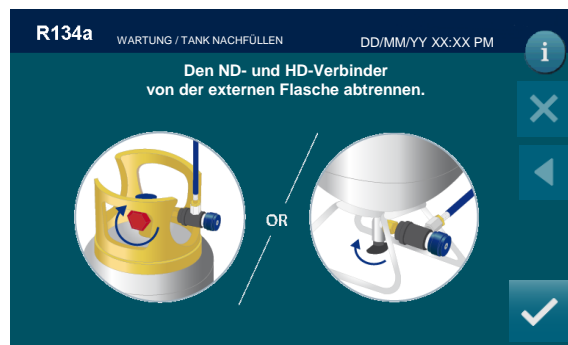 R134a WARTUNG / TANK NACHFÜLLEN DD/MM/YY XX:XX PM
i
Den ND- und HD-Verbinder
von der externen Flasche abtrennen.
OR